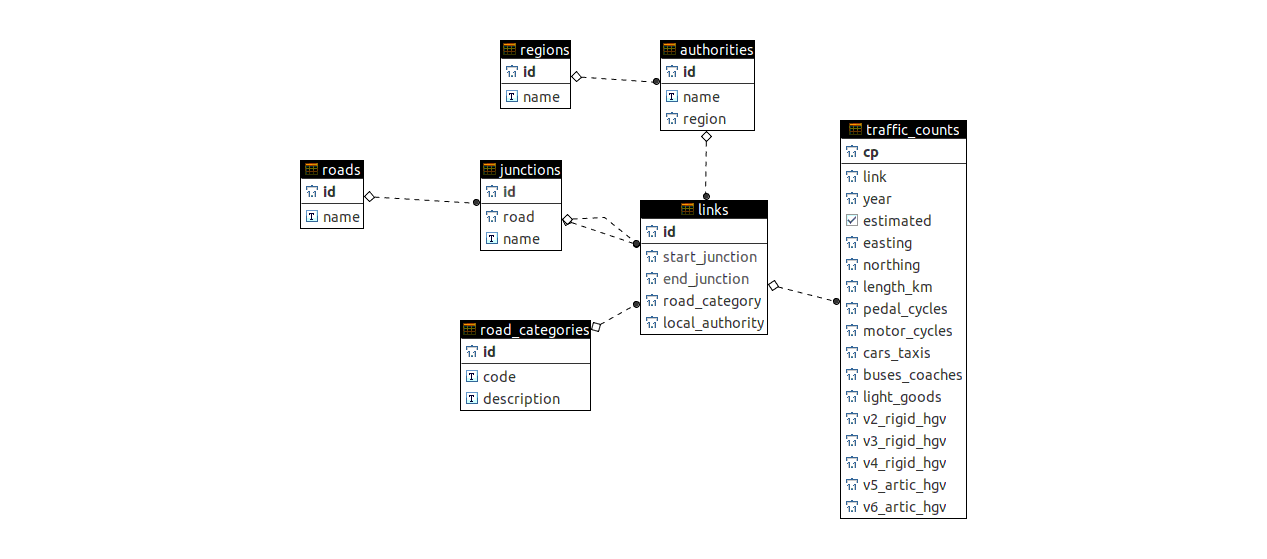 regions
id
name
authorities
id
name
region
roads
id
name
junctions
id
road
name
links
id
start_junction
end_junction
road_category
local_authority
road_categories
id
code
description
traffic_counts
cp
link
year
estimated
easting
northing
length_km
pedal_cycles
motor_cycles
cars_taxis
buses_coaches
light_goods
v2_rigid_hgv
v3_rigid_hgv
v4_rigid_hgv
v5_artic_hgv
v6_artic_hgv